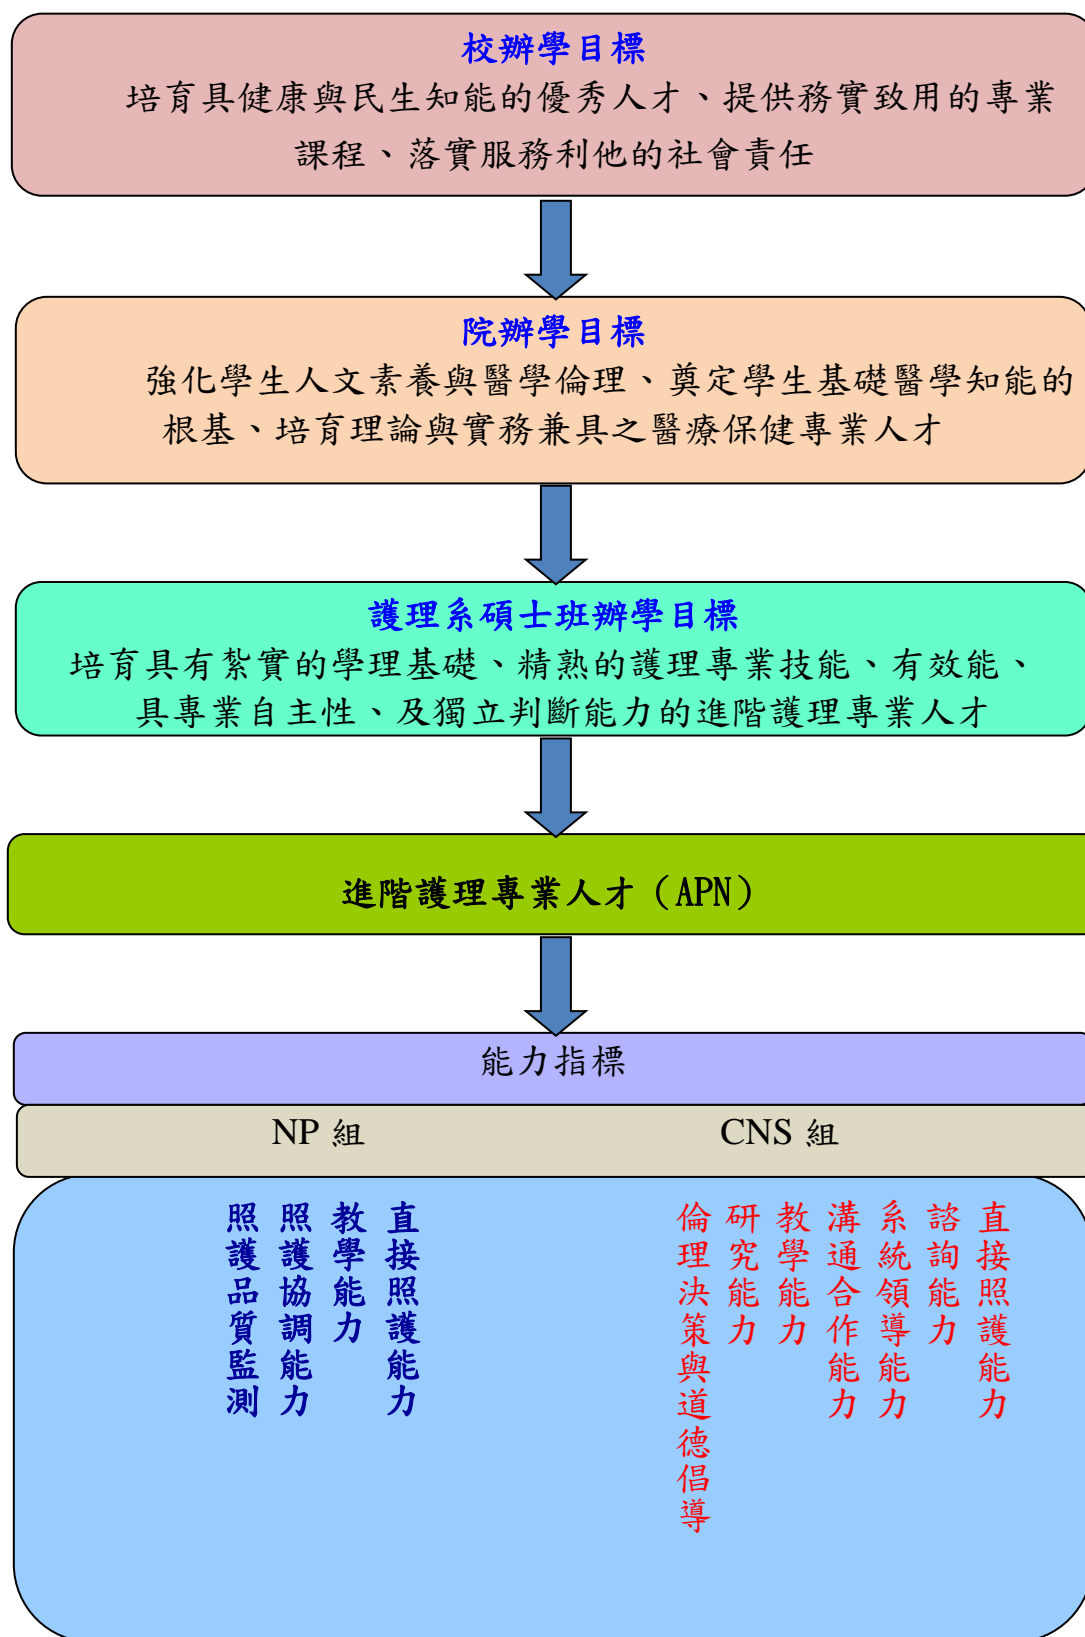 校辦學目標
培育具健康與民生知能的優秀人才、提供務實致用的專業
課程、落實服務利他的社會責任
院辦學目標
強化學生人文素養與醫學倫理、奠定學生基礎醫學知能的
根基、培育理論與實務兼具之醫療保健專業人才
護理系碩士班辦學目標
培育具有紮實的學理基礎、精熟的護理專業技能、有效能、
具專業自主性、及獨立判斷能力的進階護理專業人才
進階護理專業人才（APN）
能力指標
NP 組
CNS 組
直接照護能力
教學能力
照護協調能力
照護品質監測
直接照護能力
諮詢能力
系統領導能力
溝通合作能力
教學能力
研究能力
倫理決策與道德倡導